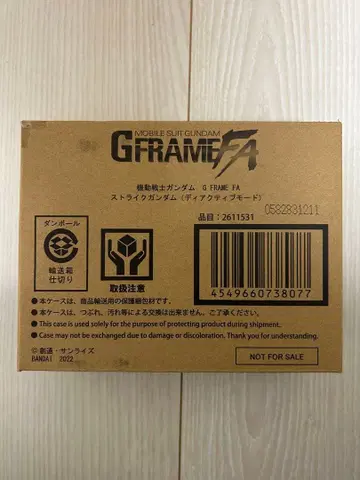 MOBILE SUIT GUNDAM
GFRAMEFA
機動戦士ガンダム G FRAME FA
ストライクガンダム(ディアクティブモード)
0582831211
品目:2611531
ダンボール
輸送箱
仕切り
取扱注意
4549660738077
●本ケースは、商品輸送用の保護梱包材です。
●本ケースは、つぶれ、汚れ等による交換は出来ません。ご了承ください。
●This case is used solely for the purpose of protecting product during shipment.
●Case may not be exchanged due to damage or discoloration. Thank you for understanding.
©創通・サンライズ
BANDAI 2022
NOT FOR SALE